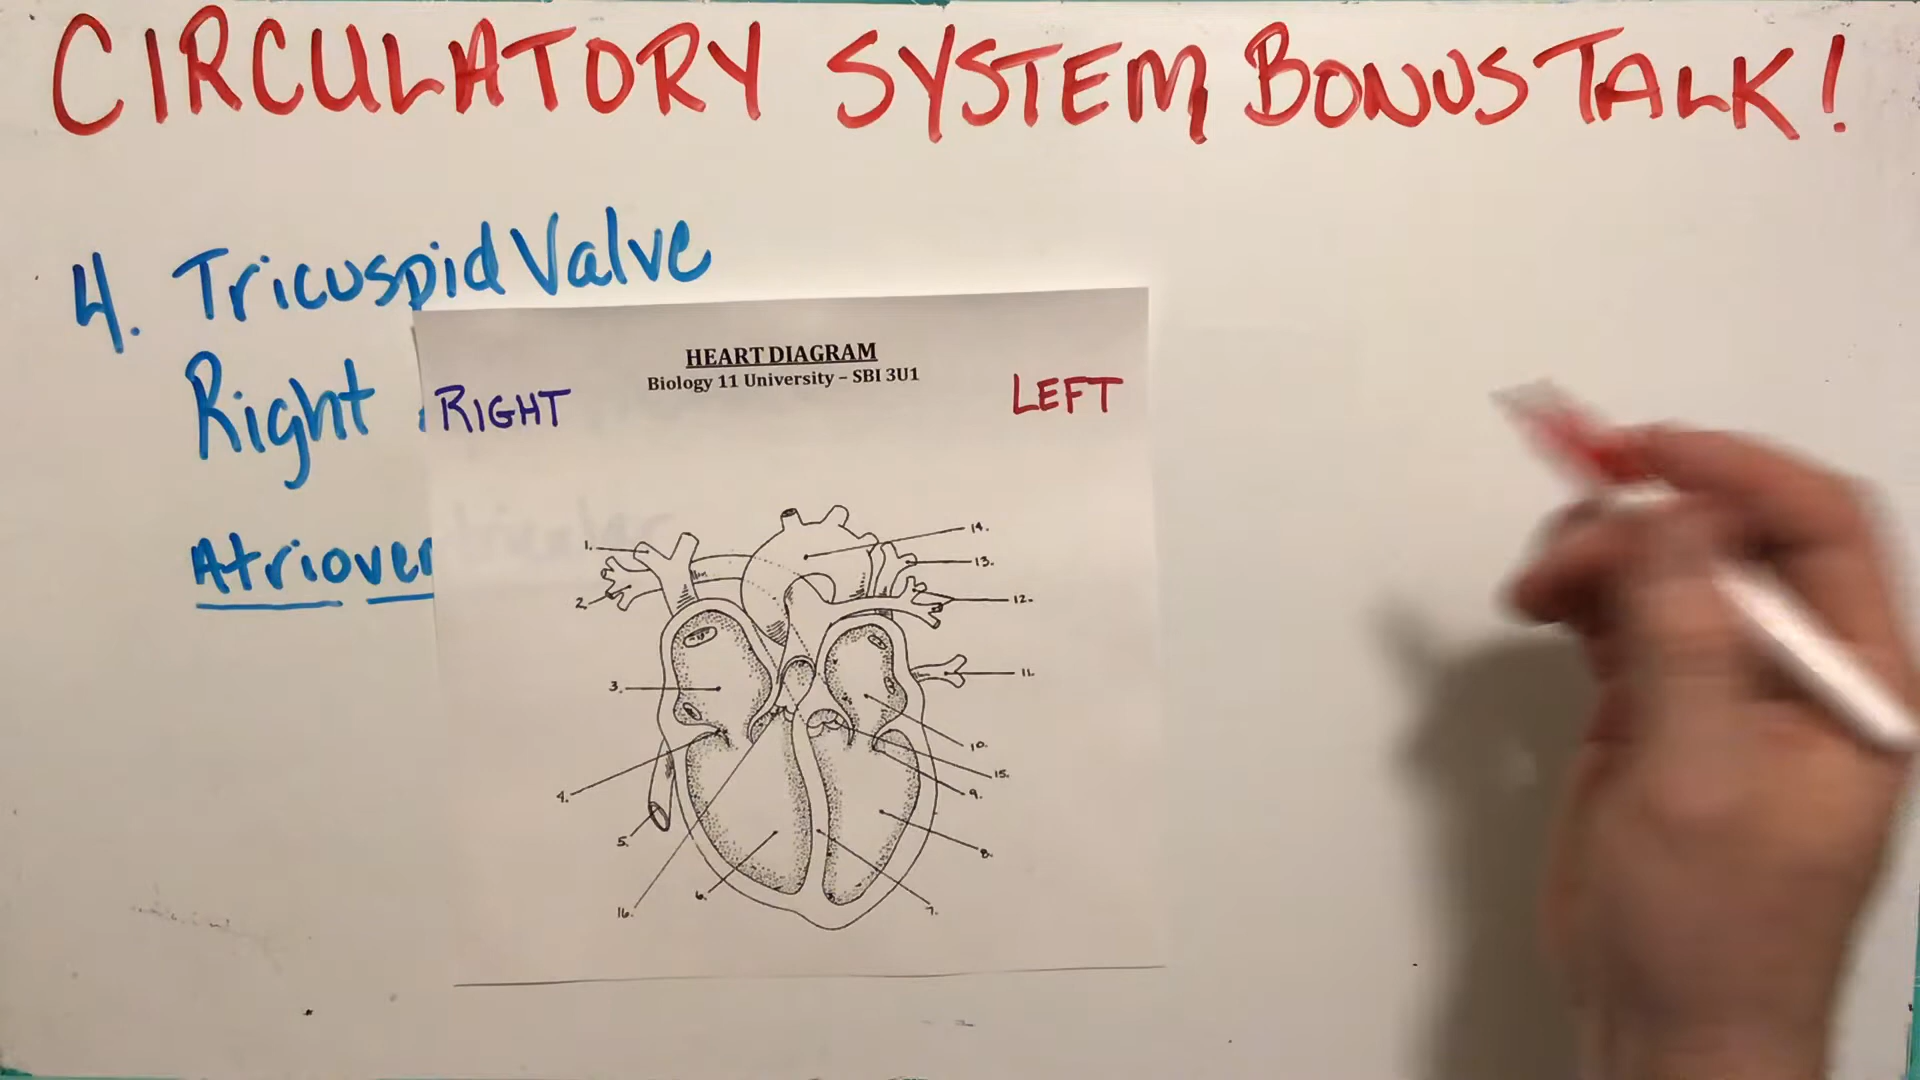 CIRCULATORY SYSTEM BONUS TALK!
4. Tricuspid Valve
Right
Atrioven
HEART DIAGRAM
Biology 11 University – SBI 3U1
RIGHT
LEFT
14.
1.
13.
2.
12.
11.
3.
10.
15.
4.
9.
5.
8.
6.
16.
7.